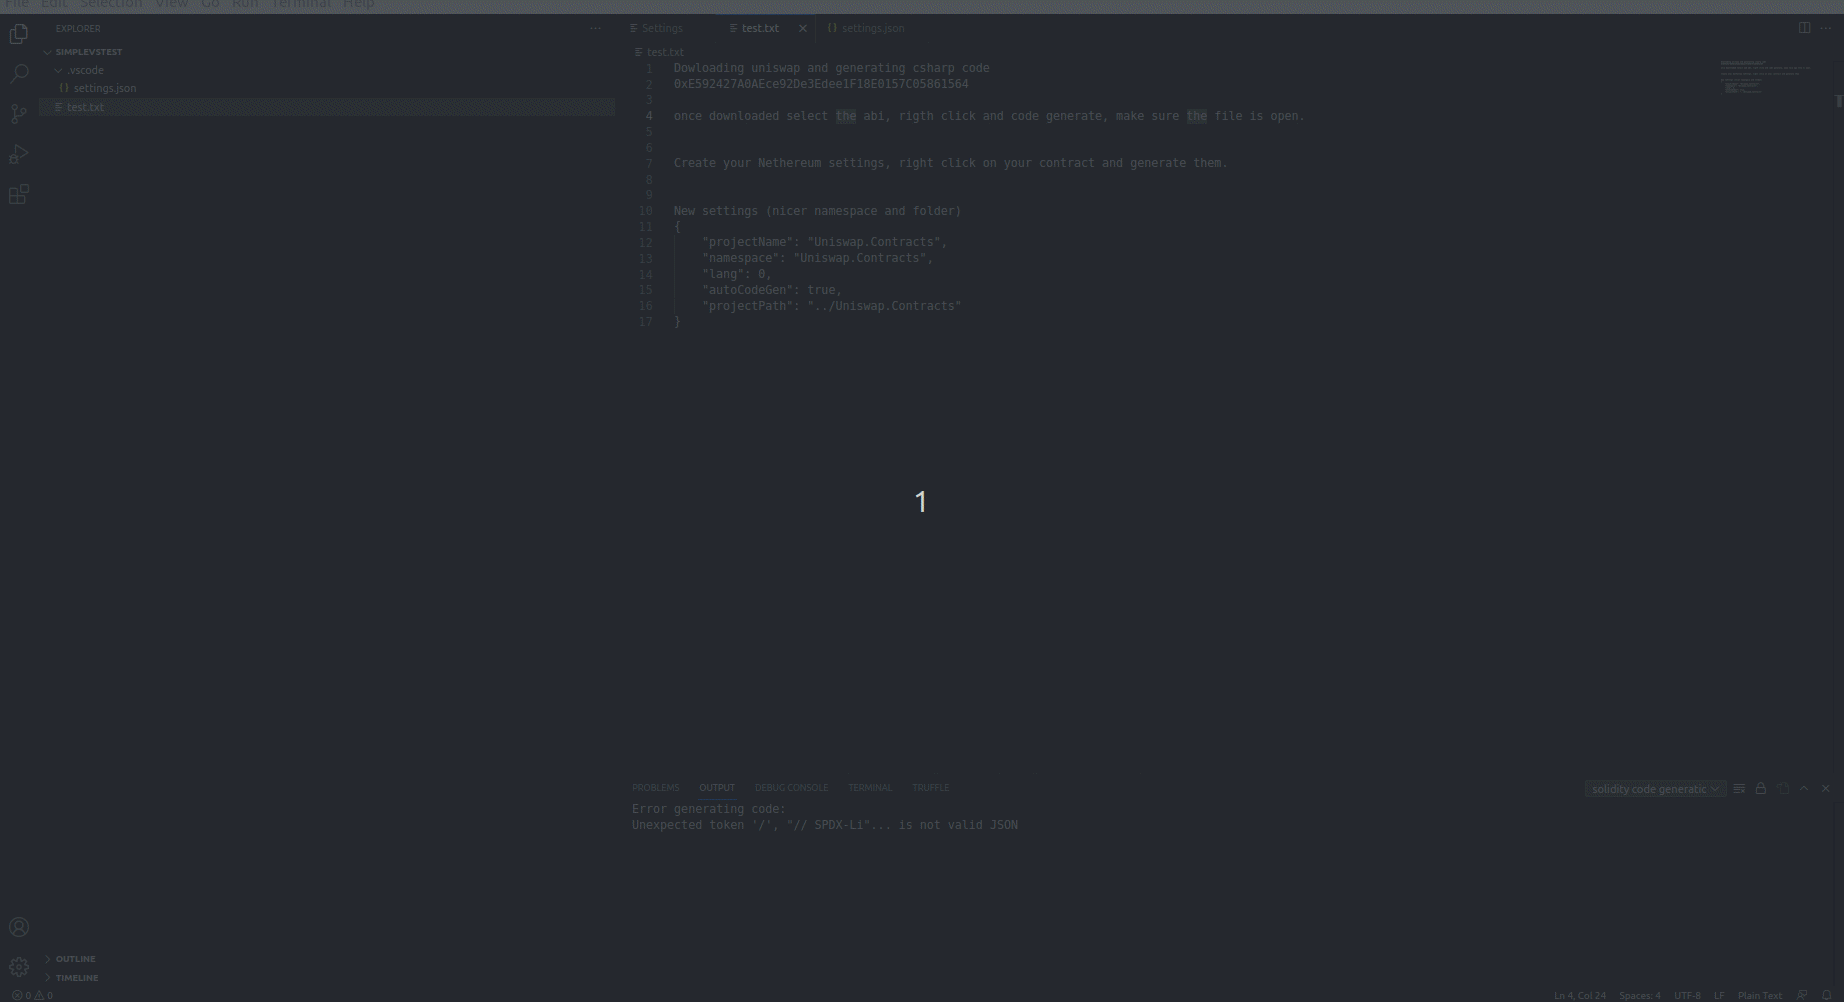 File Edit Selection View Go Run Terminal Help
EXPLORER
SIMPLEVSTEST
.vscode
settings.json
test.txt
OUTLINE
TIMELINE
Settings test.txt settings.json
test.txt
1 Dowloading uniswap and generating csharp code
2 0xE592427A0AEce92De3Edee1F18E0157C05861564
3
4 once downloaded select the abi, rigth click and code generate, make sure the file is open.
5
6
7 Create your Nethereum settings, right click on your contract and generate them.
8
9
10 New settings (nicer namespace and folder)
11 {
12 "projectName": "Uniswap.Contracts",
13 "namespace": "Uniswap.Contracts",
14 "lang": 0,
15 "autoCodeGen": true,
16 "projectPath": "../Uniswap.Contracts"
17 }
1
PROBLEMS OUTPUT DEBUG CONSOLE TERMINAL TRUFFLE
solidity code generatic
Error generating code:
Unexpected token '/', "// SPDX-Li"... is not valid JSON
0 0
Ln 4, Col 24 Spaces: 4 UTF-8 LF Plain Text